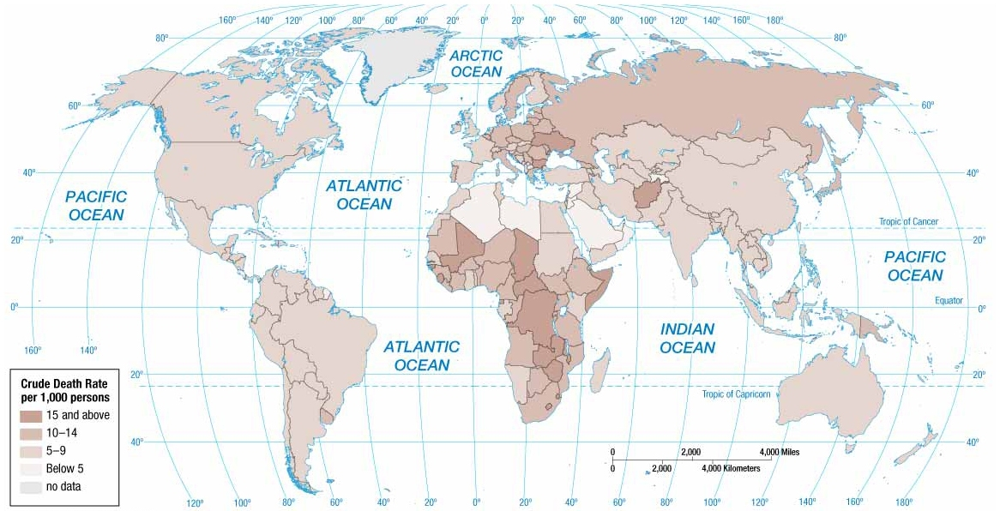 160° 140° 120° 100° 80° 60° 40° 20° 0° 20° 40° 60° 80° 100° 120° 140° 160° 180°
80° 80°
ARCTIC
OCEAN
60° 60°
40° 40°
PACIFIC
OCEAN
ATLANTIC
OCEAN
Tropic of Cancer
20° 20°
PACIFIC
OCEAN
Equator
0° 0°
INDIAN
OCEAN
ATLANTIC
OCEAN
160° 140°
20° 20°
Tropic of Capricorn
40° 40°
Crude Death Rate
per 1,000 persons
15 and above
10–14
5–9
Below 5
no data
0 2,000 4,000 Miles
0 2,000 4,000 Kilometers
120° 100° 80° 60° 40° 20° 0° 20° 40° 60° 80° 100° 120° 140° 160° 180°